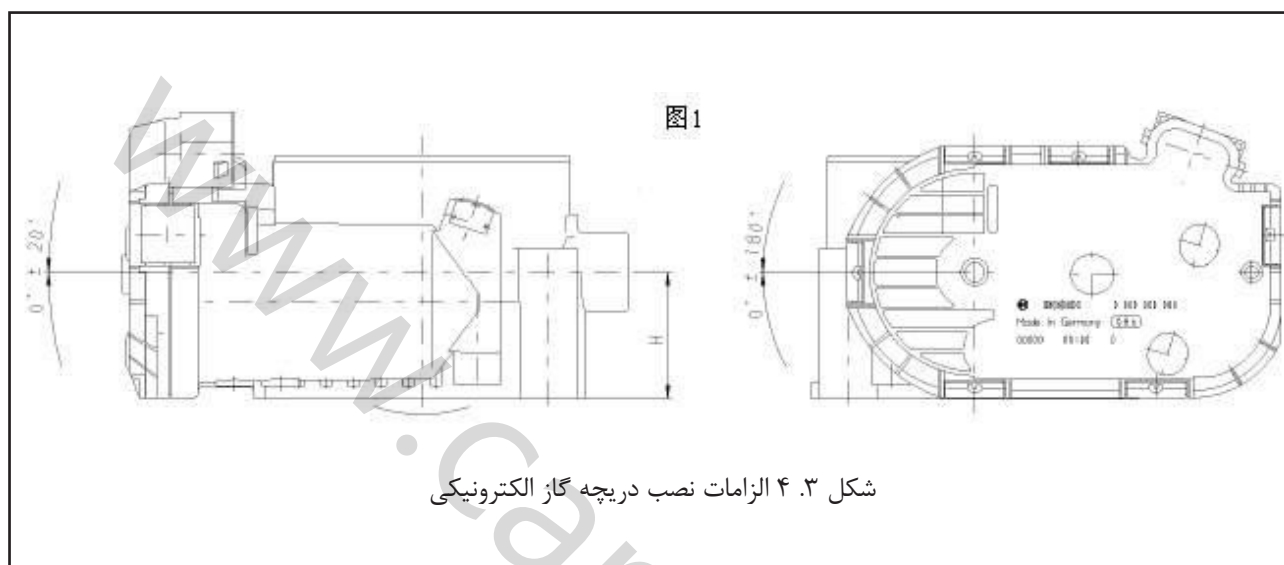 图1
0° ± 20°
H
0° ± 180°
Made in Germany
شکل ۳. ۴ الزامات نصب دریچه گاز الکترونیکی